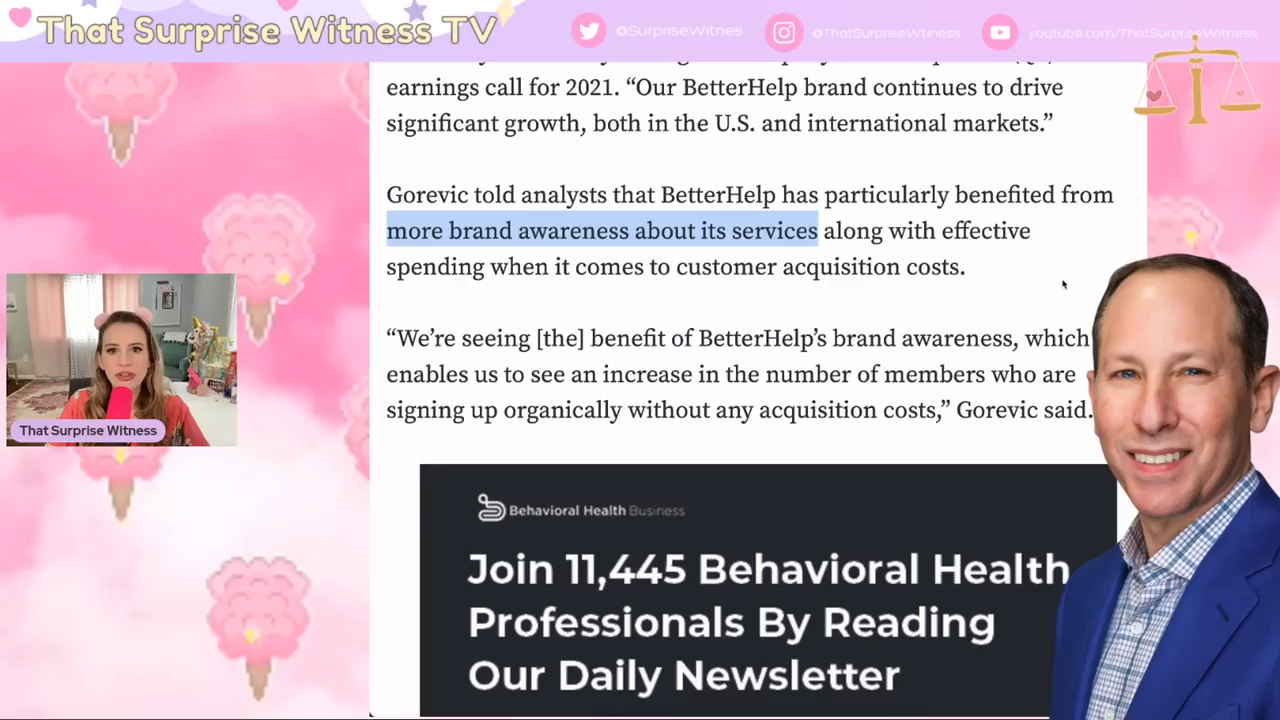 That Surprise Witness TV
@SurpriseWitnes
@ThatSurpriseWitness
youtube.com/ThatSurpriseWitness
earnings call for 2021. “Our BetterHelp brand continues to drive
significant growth, both in the U.S. and international markets.”
Gorevic told analysts that BetterHelp has particularly benefited from
more brand awareness about its services along with effective
spending when it comes to customer acquisition costs.
“We’re seeing [the] benefit of BetterHelp’s brand awareness, which
enables us to see an increase in the number of members who are
signing up organically without any acquisition costs,” Gorevic said.
That Surprise Witness
Behavioral Health Business
Join 11,445 Behavioral Health
Professionals By Reading
Our Daily Newsletter